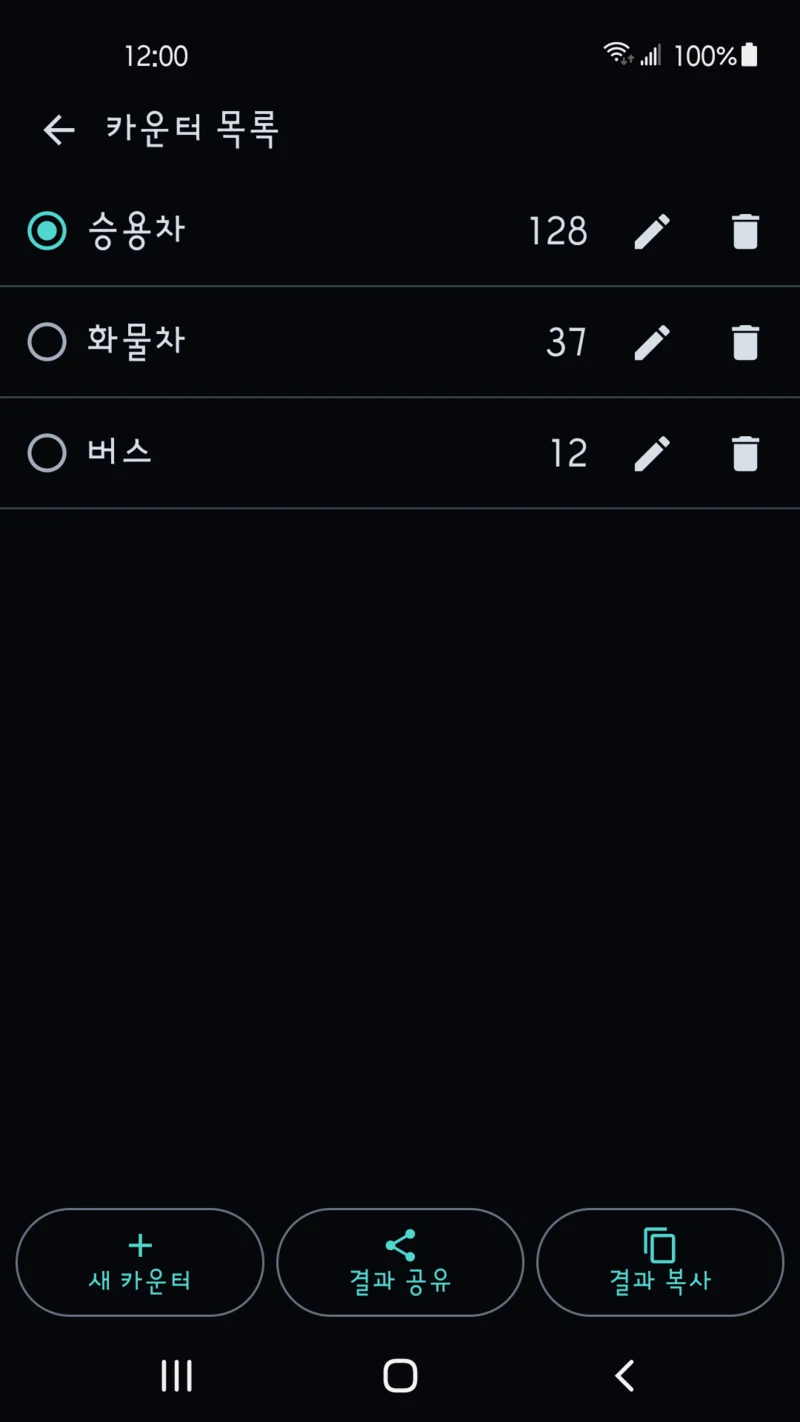 12:00 100%
카운터 목록
승용차 128
화물차 37
버스 12
새 카운터 결과 공유 결과 복사